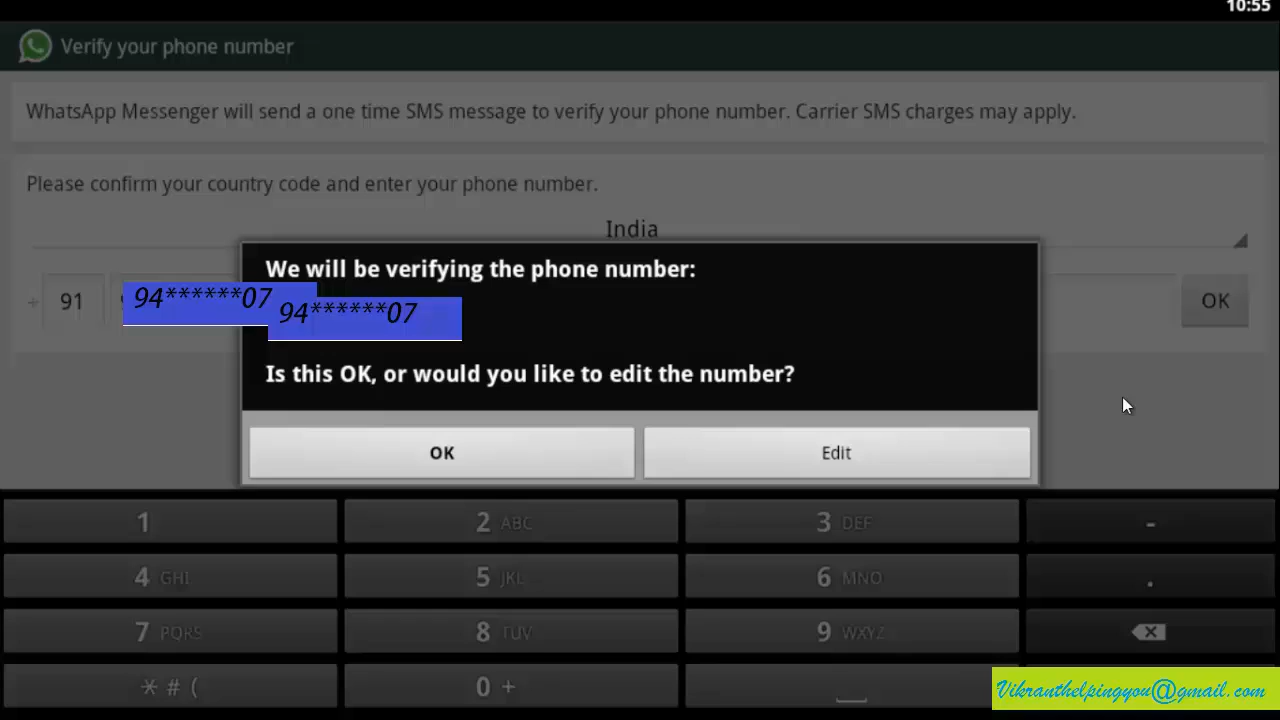 10:55
Verify your phone number
WhatsApp Messenger will send a one time SMS message to verify your phone number. Carrier SMS charges may apply.
Please confirm your country code and enter your phone number.
India
We will be verifying the phone number:
+ 91 94******07 OK
94******07
Is this OK, or would you like to edit the number?
OK Edit
1 2 ABC 3 DEF -
4 GHI 5 JKL 6 MNO .
7 PQRS 8 TUV 9 WXYZ
* # ( 0 +
Vikranthelpingyou@gmail.com